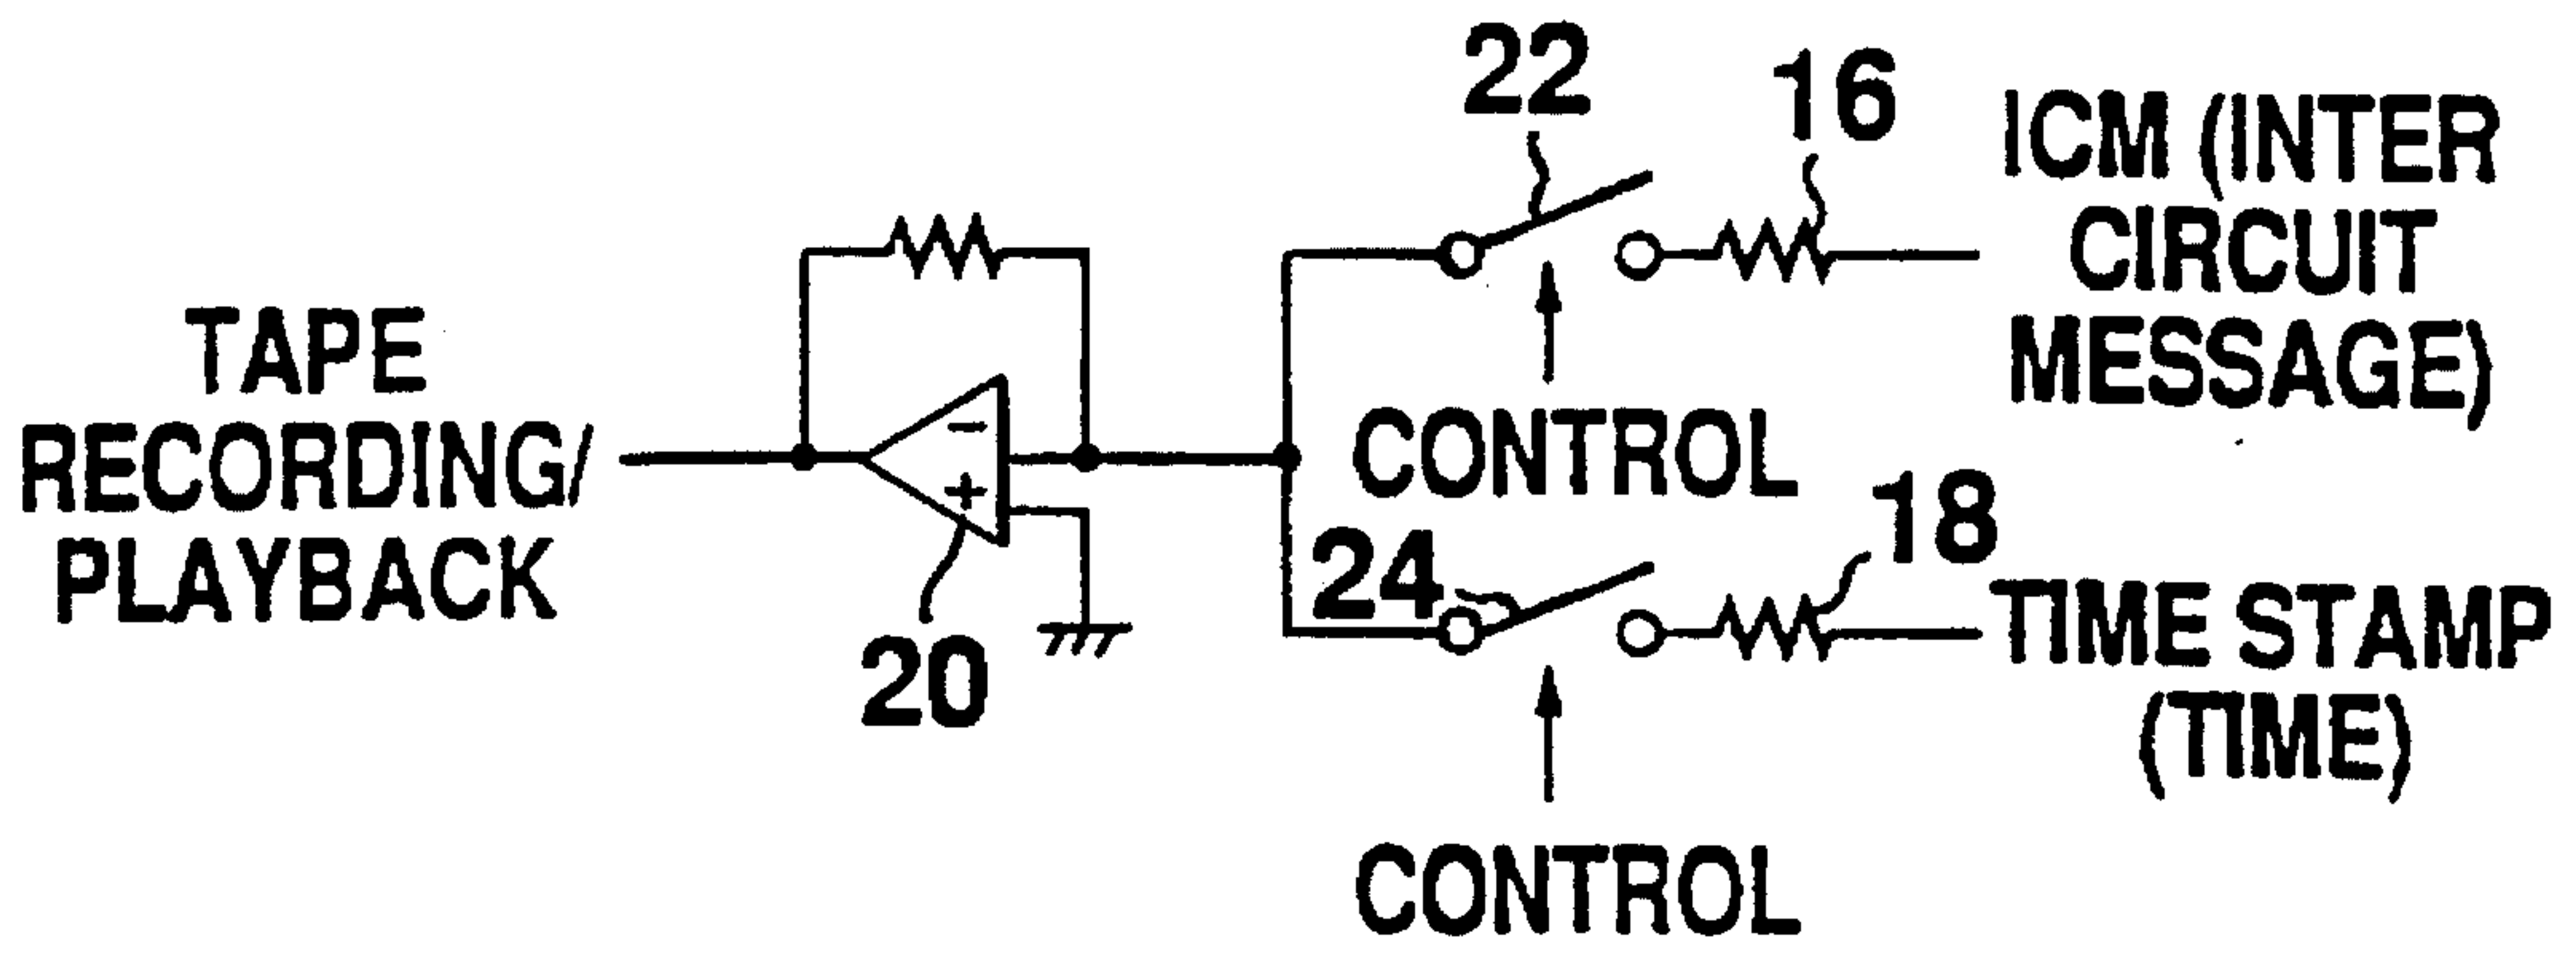 22
16
ICM (INTER
CIRCUIT
MESSAGE)
TAPE
RECORDING/
PLAYBACK
−
+
20
CONTROL
24
18
TIME STAMP
(TIME)
CONTROL